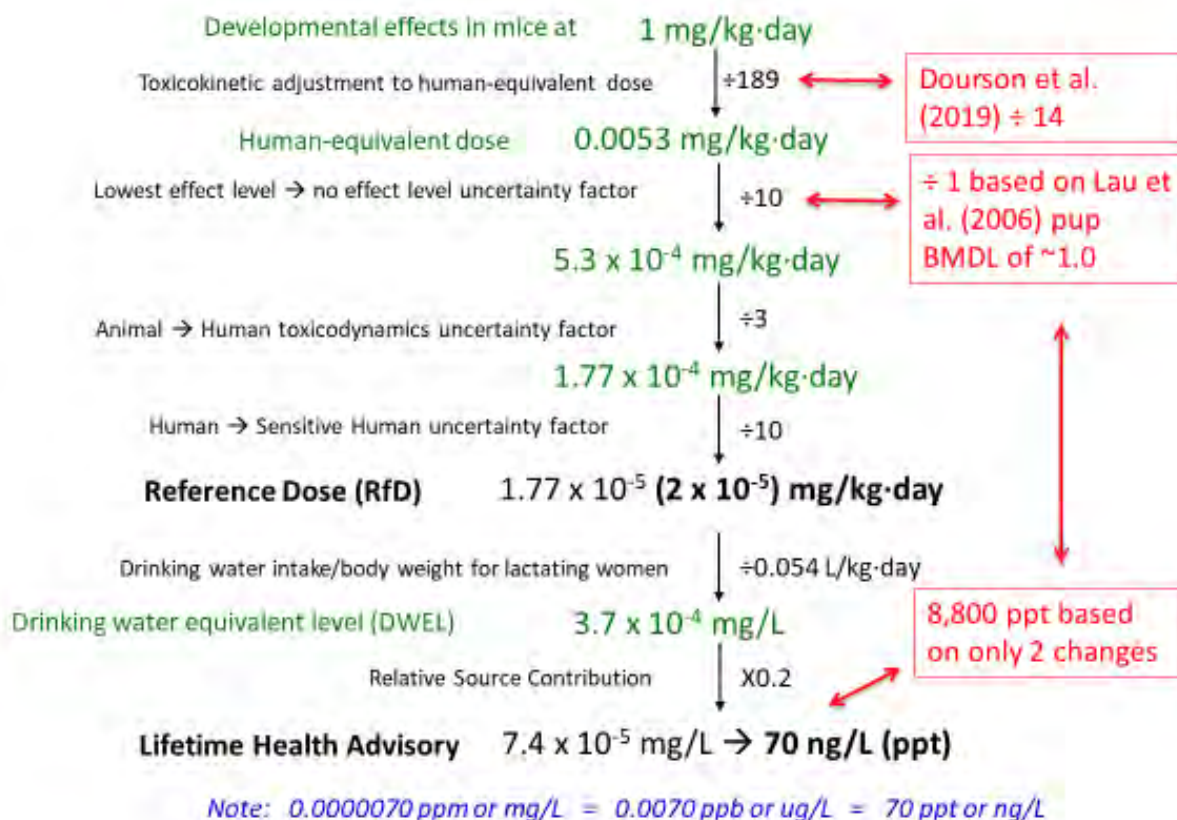 Developmental effects in mice at 1 mg/kg·day
Toxicokinetic adjustment to human-equivalent dose ÷189
Dourson et al.
(2019) ÷ 14
Human-equivalent dose 0.0053 mg/kg·day
Lowest effect level → no effect level uncertainty factor ÷10
÷ 1 based on Lau et
al. (2006) pup
BMDL of ~1.0
5.3 x 10⁻⁴ mg/kg·day
Animal → Human toxicodynamics uncertainty factor ÷3
1.77 x 10⁻⁴ mg/kg·day
Human → Sensitive Human uncertainty factor ÷10
Reference Dose (RfD) 1.77 x 10⁻⁵ (2 x 10⁻⁵) mg/kg·day
Drinking water intake/body weight for lactating women ÷0.054 L/kg·day
Drinking water equivalent level (DWEL) 3.7 x 10⁻⁴ mg/L
8,800 ppt based
on only 2 changes
Relative Source Contribution X0.2
Lifetime Health Advisory 7.4 x 10⁻⁵ mg/L → 70 ng/L (ppt)
Note: 0.0000070 ppm or mg/L = 0.0070 ppb or ug/L = 70 ppt or ng/L